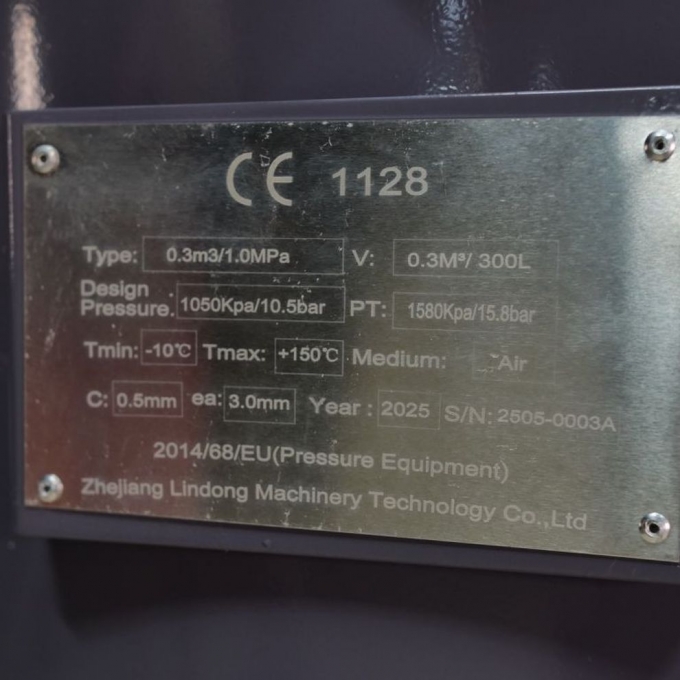 CE 1128
Type: 0.3m3/1.0MPa V: 0.3M³/ 300L
Design
Pressure. 1050Kpa/10.5bar PT: 1580Kpa/15.8bar
Tmin: -10℃ Tmax: +150℃ Medium: Air
C: 0.5mm ea: 3.0mm Year : 2025 S/N: 2505-0003A
2014/68/EU(Pressure Equipment)
Zhejiang Lindong Machinery Technology Co.,Ltd